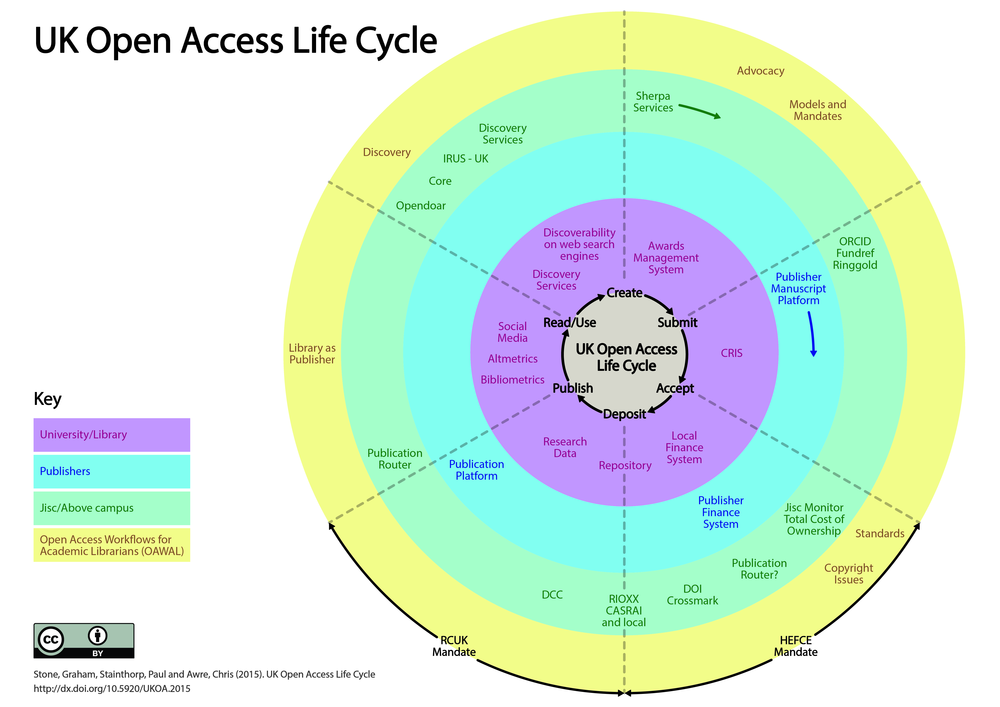 UK Open Access Life Cycle
Advocacy
Models and
Mandates
Sherpa
Services
Discovery
Services
IRUS - UK
Core
Opendoar
Discovery
Discoverability
on web search
engines
Discovery
Services
Awards
Management
System
ORCID
Fundref
Ringgold
Publisher
Manuscript
Platform
Create
Submit
Accept
Deposit
Publish
Read/Use
UK Open Access
Life Cycle
CRIS
Social
Media
Altmetrics
Bibliometrics
Library as
Publisher
Research
Data
Repository
Local
Finance
System
Publication
Router
Publication
Platform
Publisher
Finance
System
Jisc Monitor
Total Cost of
Ownership
Standards
Copyright
Issues
Publication
Router?
DOI
Crossmark
RIOXX
CASRAI
and local
DCC
RCUK
Mandate
HEFCE
Mandate
Key
University/Library
Publishers
Jisc/Above campus
Open Access Workflows for
Academic Librarians (OAWAL)
CC
BY
Stone, Graham, Stainthorp, Paul and Awre, Chris (2015). UK Open Access Life Cycle
http://dx.doi.org/10.5920/UKOA.2015